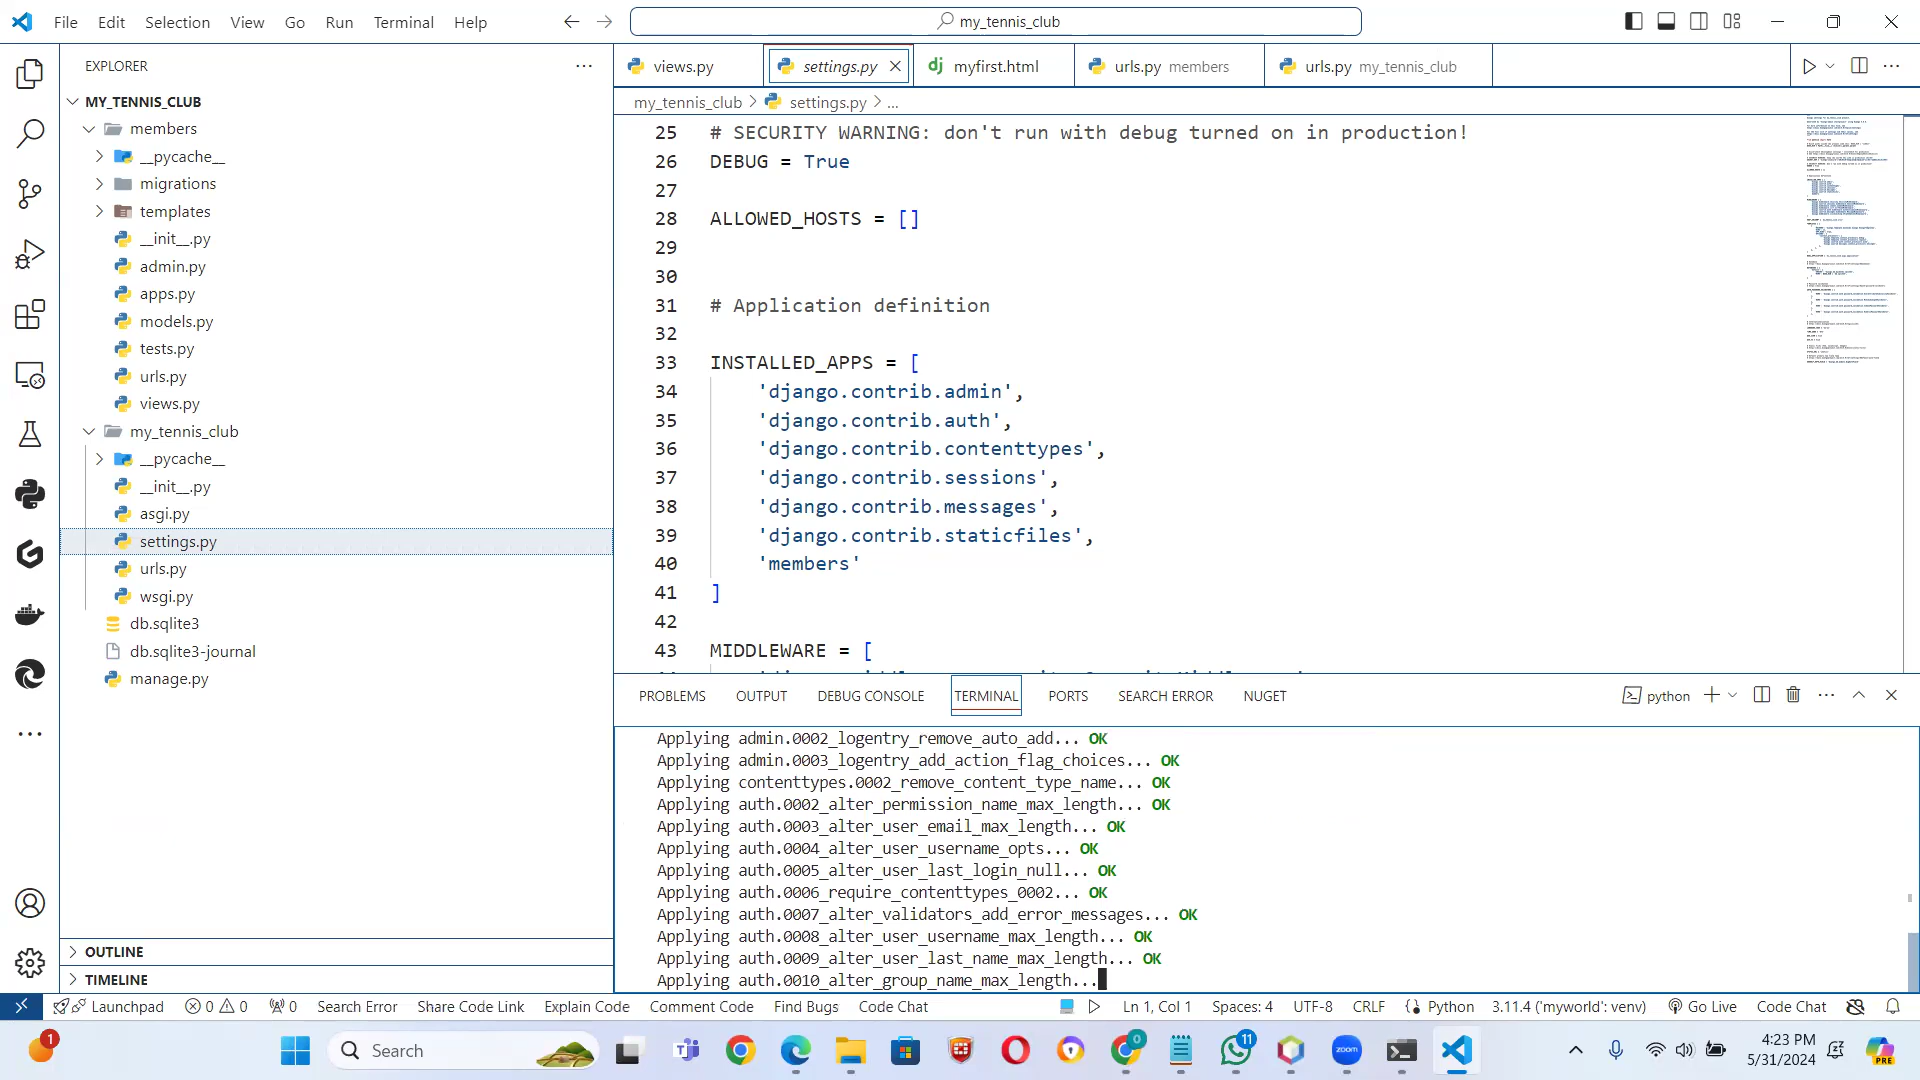 File Edit Selection View Go Run Terminal Help
my_tennis_club
EXPLORER
MY_TENNIS_CLUB
members
__pycache__
migrations
templates
__init__.py
admin.py
apps.py
models.py
tests.py
urls.py
views.py
my_tennis_club
__pycache__
__init__.py
asgi.py
settings.py
urls.py
wsgi.py
db.sqlite3
db.sqlite3-journal
manage.py
OUTLINE
TIMELINE
views.py settings.py myfirst.html urls.py members urls.py my_tennis_club
my_tennis_club > settings.py > ...
25 # SECURITY WARNING: don't run with debug turned on in production!
26 DEBUG = True
27
28 ALLOWED_HOSTS = []
29
30
31 # Application definition
32
33 INSTALLED_APPS = [
34 'django.contrib.admin',
35 'django.contrib.auth',
36 'django.contrib.contenttypes',
37 'django.contrib.sessions',
38 'django.contrib.messages',
39 'django.contrib.staticfiles',
40 'members'
41 ]
42
43 MIDDLEWARE = [
PROBLEMS OUTPUT DEBUG CONSOLE TERMINAL PORTS SEARCH ERROR NUGET
python
Applying admin.0002_logentry_remove_auto_add... OK
Applying admin.0003_logentry_add_action_flag_choices... OK
Applying contenttypes.0002_remove_content_type_name... OK
Applying auth.0002_alter_permission_name_max_length... OK
Applying auth.0003_alter_user_email_max_length... OK
Applying auth.0004_alter_user_username_opts... OK
Applying auth.0005_alter_user_last_login_null... OK
Applying auth.0006_require_contenttypes_0002... OK
Applying auth.0007_alter_validators_add_error_messages... OK
Applying auth.0008_alter_user_username_max_length... OK
Applying auth.0009_alter_user_last_name_max_length... OK
Applying auth.0010_alter_group_name_max_length...
Launchpad 0 0 0 Search Error Share Code Link Explain Code Comment Code Find Bugs Code Chat Ln 1, Col 1 Spaces: 4 UTF-8 CRLF Python 3.11.4 ('myworld': venv) Go Live Code Chat
1
Search
0
11
zoom
4:23 PM
5/31/2024
PRE